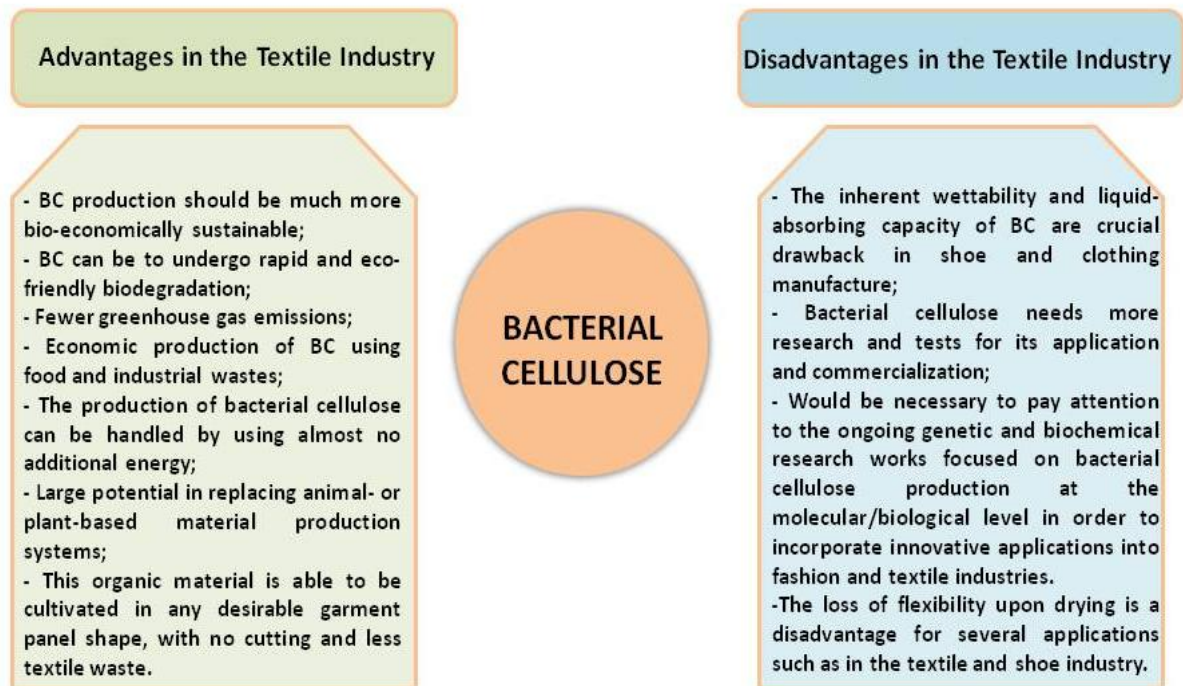 Advantages in the Textile Industry
- BC production should be much more
bio-economically sustainable;
- BC can be to undergo rapid and eco-
friendly biodegradation;
- Fewer greenhouse gas emissions;
- Economic production of BC using
food and industrial wastes;
- The production of bacterial cellulose
can be handled by using almost no
additional energy;
- Large potential in replacing animal- or
plant-based material production
systems;
- This organic material is able to be
cultivated in any desirable garment
panel shape, with no cutting and less
textile waste.
BACTERIAL
CELLULOSE
Disadvantages in the Textile Industry
- The inherent wettability and liquid-
absorbing capacity of BC are crucial
drawback in shoe and clothing
manufacture;
- Bacterial cellulose needs more
research and tests for its application
and commercialization;
- Would be necessary to pay attention
to the ongoing genetic and biochemical
research works focused on bacterial
cellulose production at the
molecular/biological level in order to
incorporate innovative applications into
fashion and textile industries.
-The loss of flexibility upon drying is a
disadvantage for several applications
such as in the textile and shoe industry.